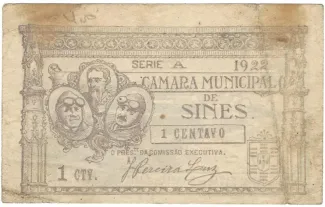 SERIE A 1922
CAMARA MUNICIPAL
DE
SINES
1 CENTAVO
O PRES. DA COMISSÃO EXECUTIVA.
1 CTV.